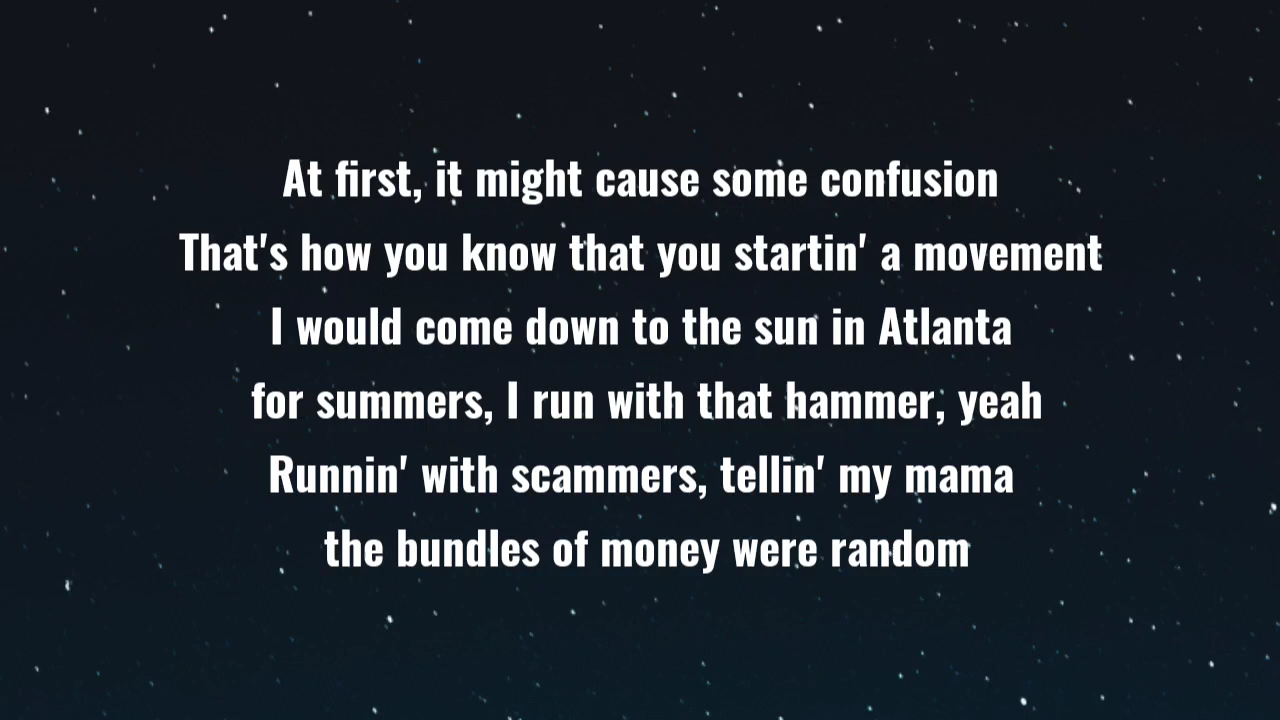 At first, it might cause some confusion
That's how you know that you startin' a movement
I would come down to the sun in Atlanta
for summers, I run with that hammer, yeah
Runnin' with scammers, tellin' my mama
the bundles of money were random